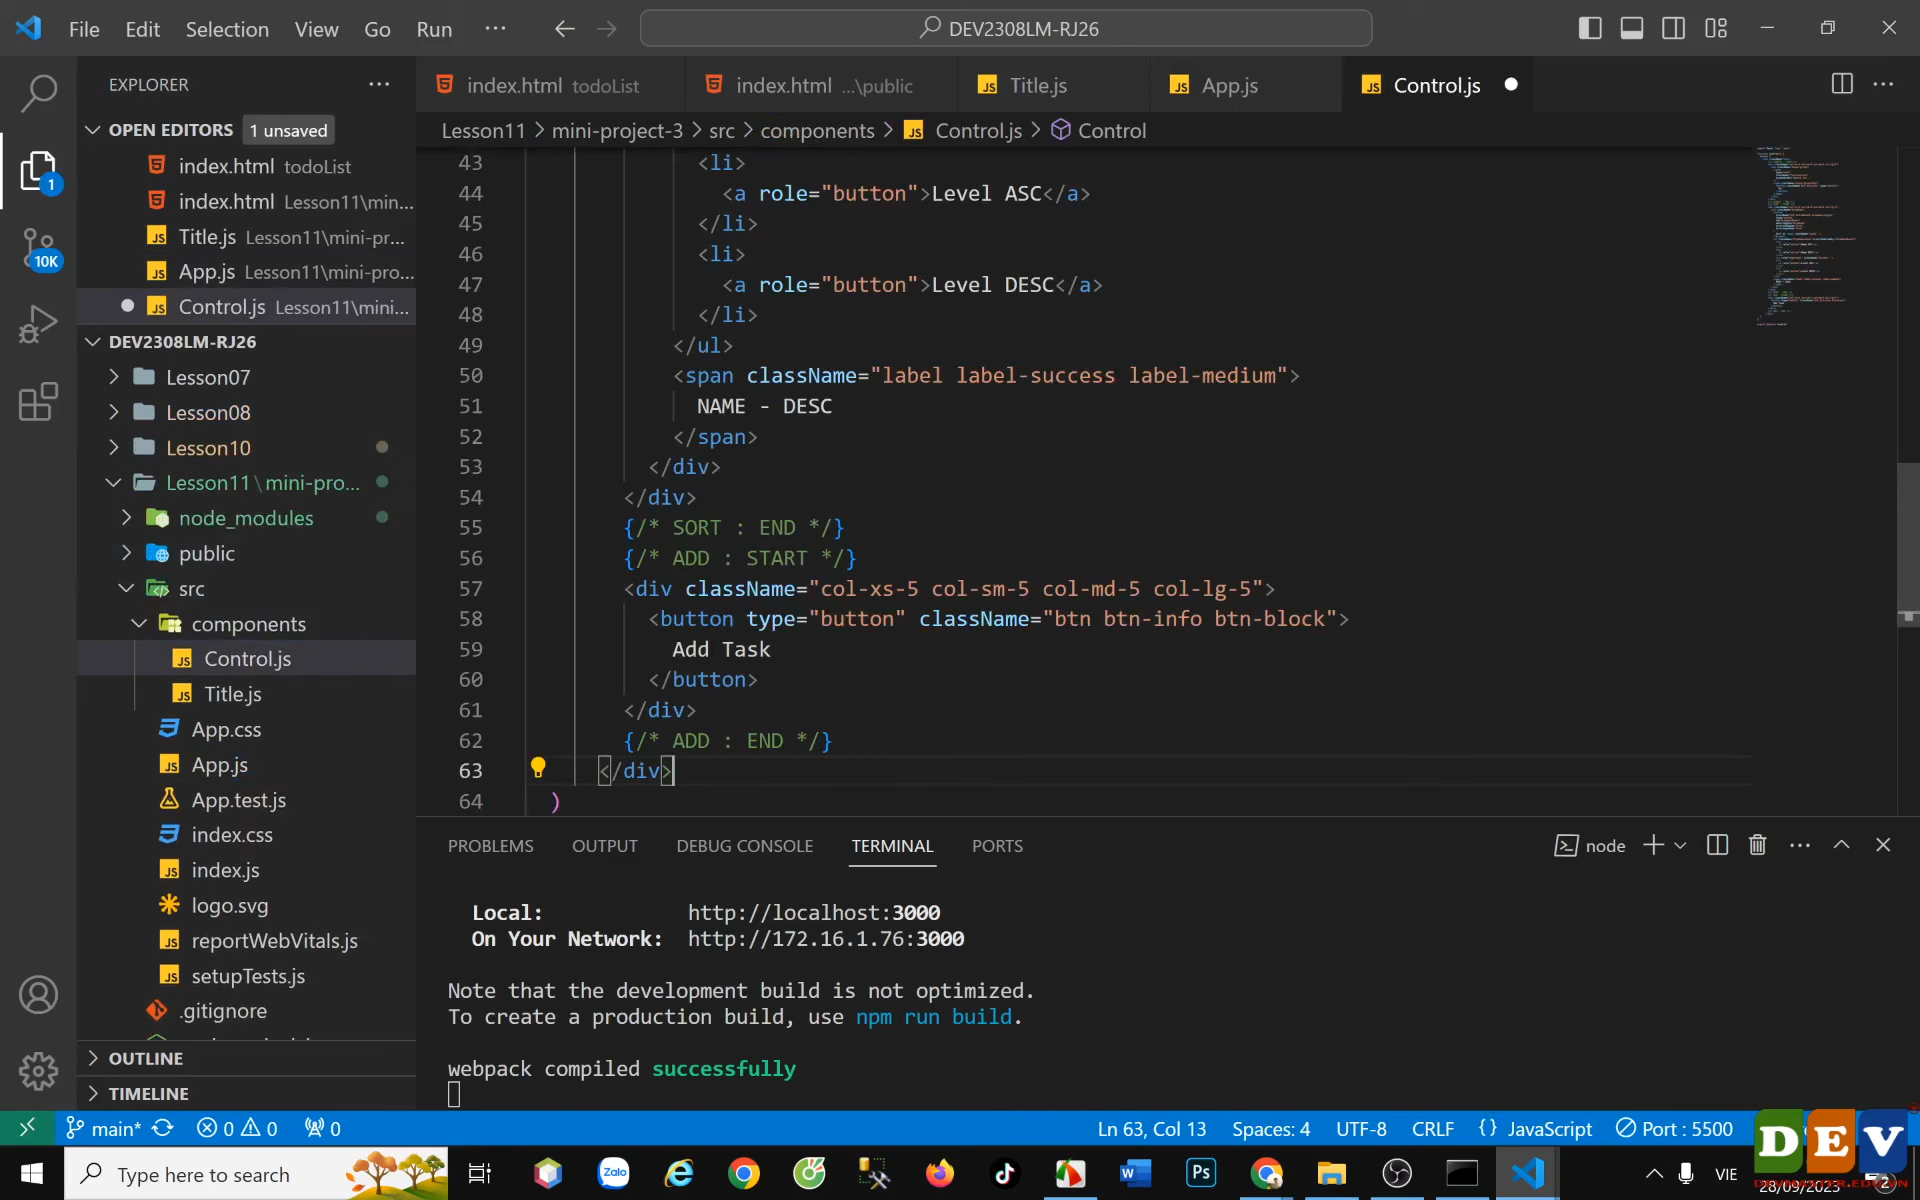 File Edit Selection View Go Run ··· DEV2308LM-RJ26
EXPLORER
OPEN EDITORS 1 unsaved
index.html todoList
index.html Lesson11\min...
Title.js Lesson11\mini-pr...
App.js Lesson11\mini-pro...
Control.js Lesson11\mini...
DEV2308LM-RJ26
Lesson07
Lesson08
Lesson10
Lesson11\mini-pro...
node_modules
public
src
components
Control.js
Title.js
App.css
App.js
App.test.js
index.css
index.js
logo.svg
reportWebVitals.js
setupTests.js
.gitignore
OUTLINE
TIMELINE
1
10K
index.html todoList index.html ...\public Title.js App.js Control.js
Lesson11 > mini-project-3 > src > components > Control.js > Control
43 <li>
44 <a role="button">Level ASC</a>
45 </li>
46 <li>
47 <a role="button">Level DESC</a>
48 </li>
49 </ul>
50 <span className="label label-success label-medium">
51 NAME - DESC
52 </span>
53 </div>
54 </div>
55 {/* SORT : END */}
56 {/* ADD : START */}
57 <div className="col-xs-5 col-sm-5 col-md-5 col-lg-5">
58 <button type="button" className="btn btn-info btn-block">
59 Add Task
60 </button>
61 </div>
62 {/* ADD : END */}
63 </div>
64 )
PROBLEMS OUTPUT DEBUG CONSOLE TERMINAL PORTS node
Local: http://localhost:3000
On Your Network: http://172.16.1.76:3000
Note that the development build is not optimized.
To create a production build, use npm run build.
webpack compiled successfully
main* 0 0 0 Ln 63, Col 13 Spaces: 4 UTF-8 CRLF {} JavaScript Port : 5500
Type here to search Zalo Ps VIE 28/09/2023 2
DEV
DEVMASTER.EDU.VN